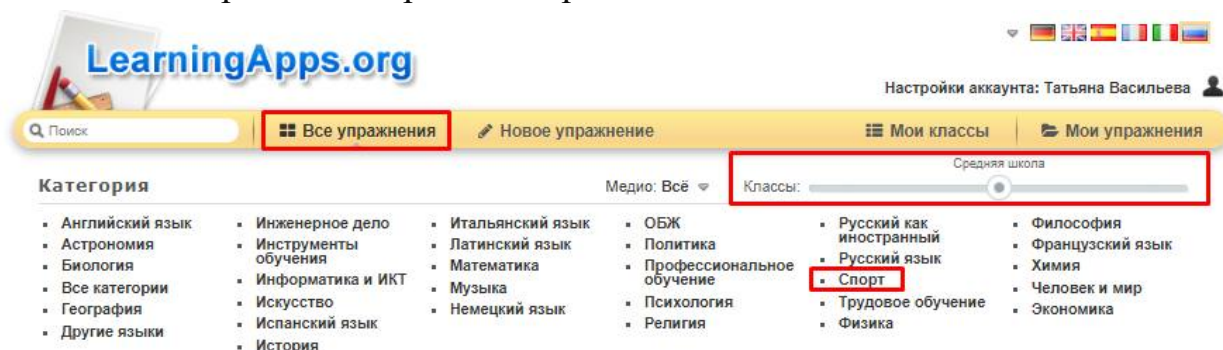 LearningApps.org
Настройки аккаунта: Татьяна Васильева
Поиск
Все упражнения
Новое упражнение
Мои классы
Мои упражнения
Средняя школа
Категория
Медио: Всё
Классы:
Английский язык
Астрономия
Биология
Все категории
География
Другие языки
Инженерное дело
Инструменты
обучения
Информатика и ИКТ
Искусство
Испанский язык
История
Итальянский язык
Латинский язык
Математика
Музыка
Немецкий язык
ОБЖ
Политика
Профессиональное
обучение
Психология
Религия
Русский как
иностранный
Русский язык
Спорт
Трудовое обучение
Физика
Философия
Французский язык
Химия
Человек и мир
Экономика